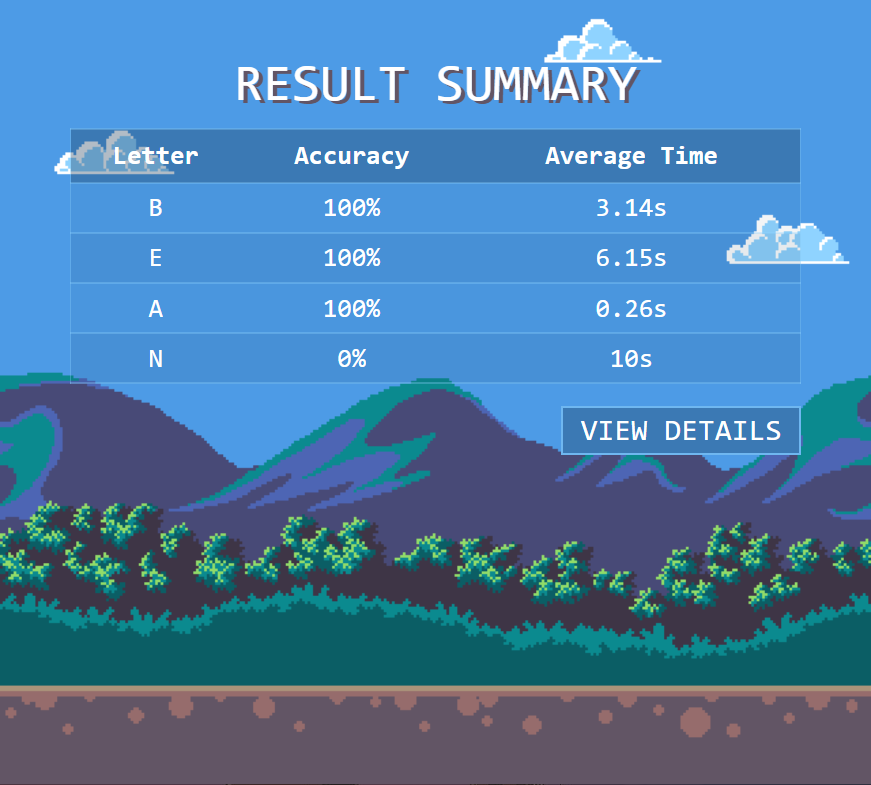 RESULT SUMMARY
Letter Accuracy Average Time
B 100% 3.14s
E 100% 6.15s
A 100% 0.26s
N 0% 10s
VIEW DETAILS